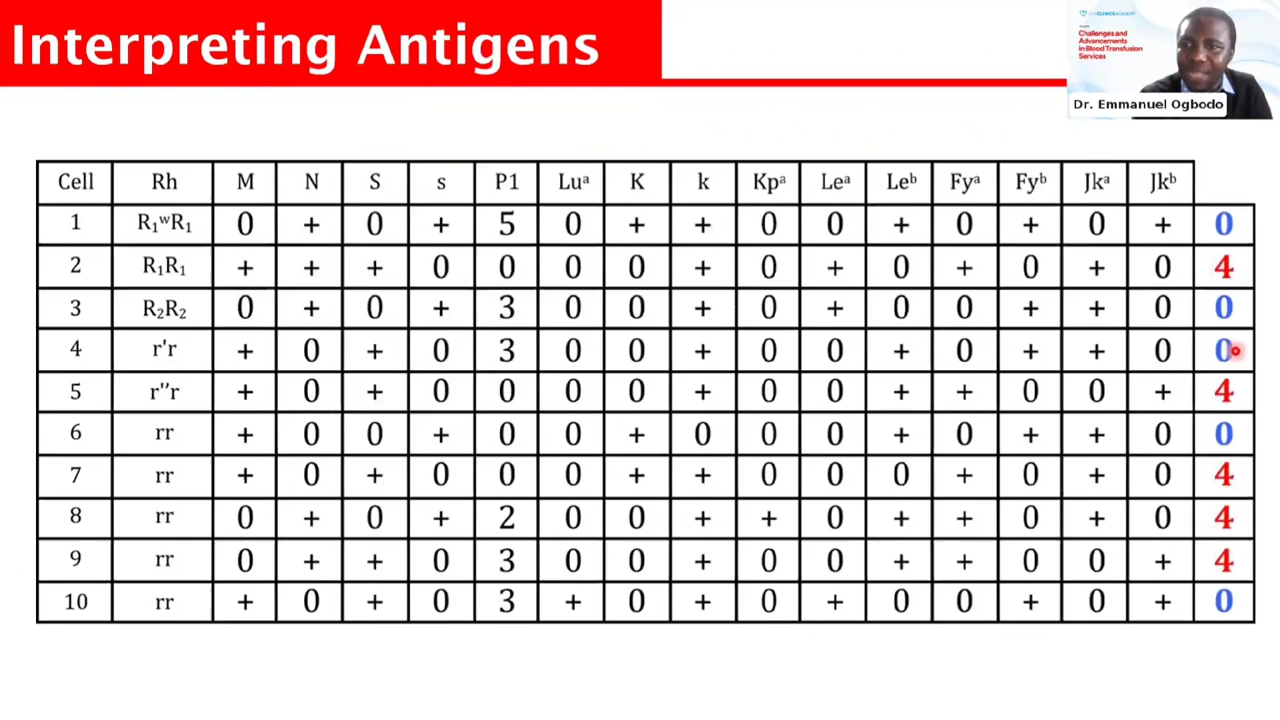 Interpreting Antigens
Challenges and
Advancements
in Blood Transfusion
Services
Dr. Emmanuel Ogbodo
Cell Rh M N S s P1 Luᵃ K k Kpᵃ Leᵃ Leᵇ Fyᵃ Fyᵇ Jkᵃ Jkᵇ
1 R₁ʷR₁ 0 + 0 + 5 0 + + 0 0 + 0 + 0 + 0
2 R₁R₁ + + + 0 0 0 0 + 0 + 0 + 0 + 0 4
3 R₂R₂ 0 + 0 + 3 0 0 + 0 + 0 0 + + 0 0
4 r'r + 0 + 0 3 0 0 + 0 0 + 0 + + 0 0
5 r''r + 0 + 0 0 0 0 + 0 0 + + 0 0 + 4
6 rr + 0 0 + 0 0 + 0 0 0 + 0 + + 0 0
7 rr + 0 + 0 0 0 + + 0 0 0 + 0 + 0 4
8 rr 0 + 0 + 2 0 0 + + 0 + + 0 + 0 4
9 rr 0 + + 0 3 0 0 + 0 0 + + 0 0 + 4
10 rr + 0 + 0 3 + 0 + 0 + 0 0 + 0 + 0